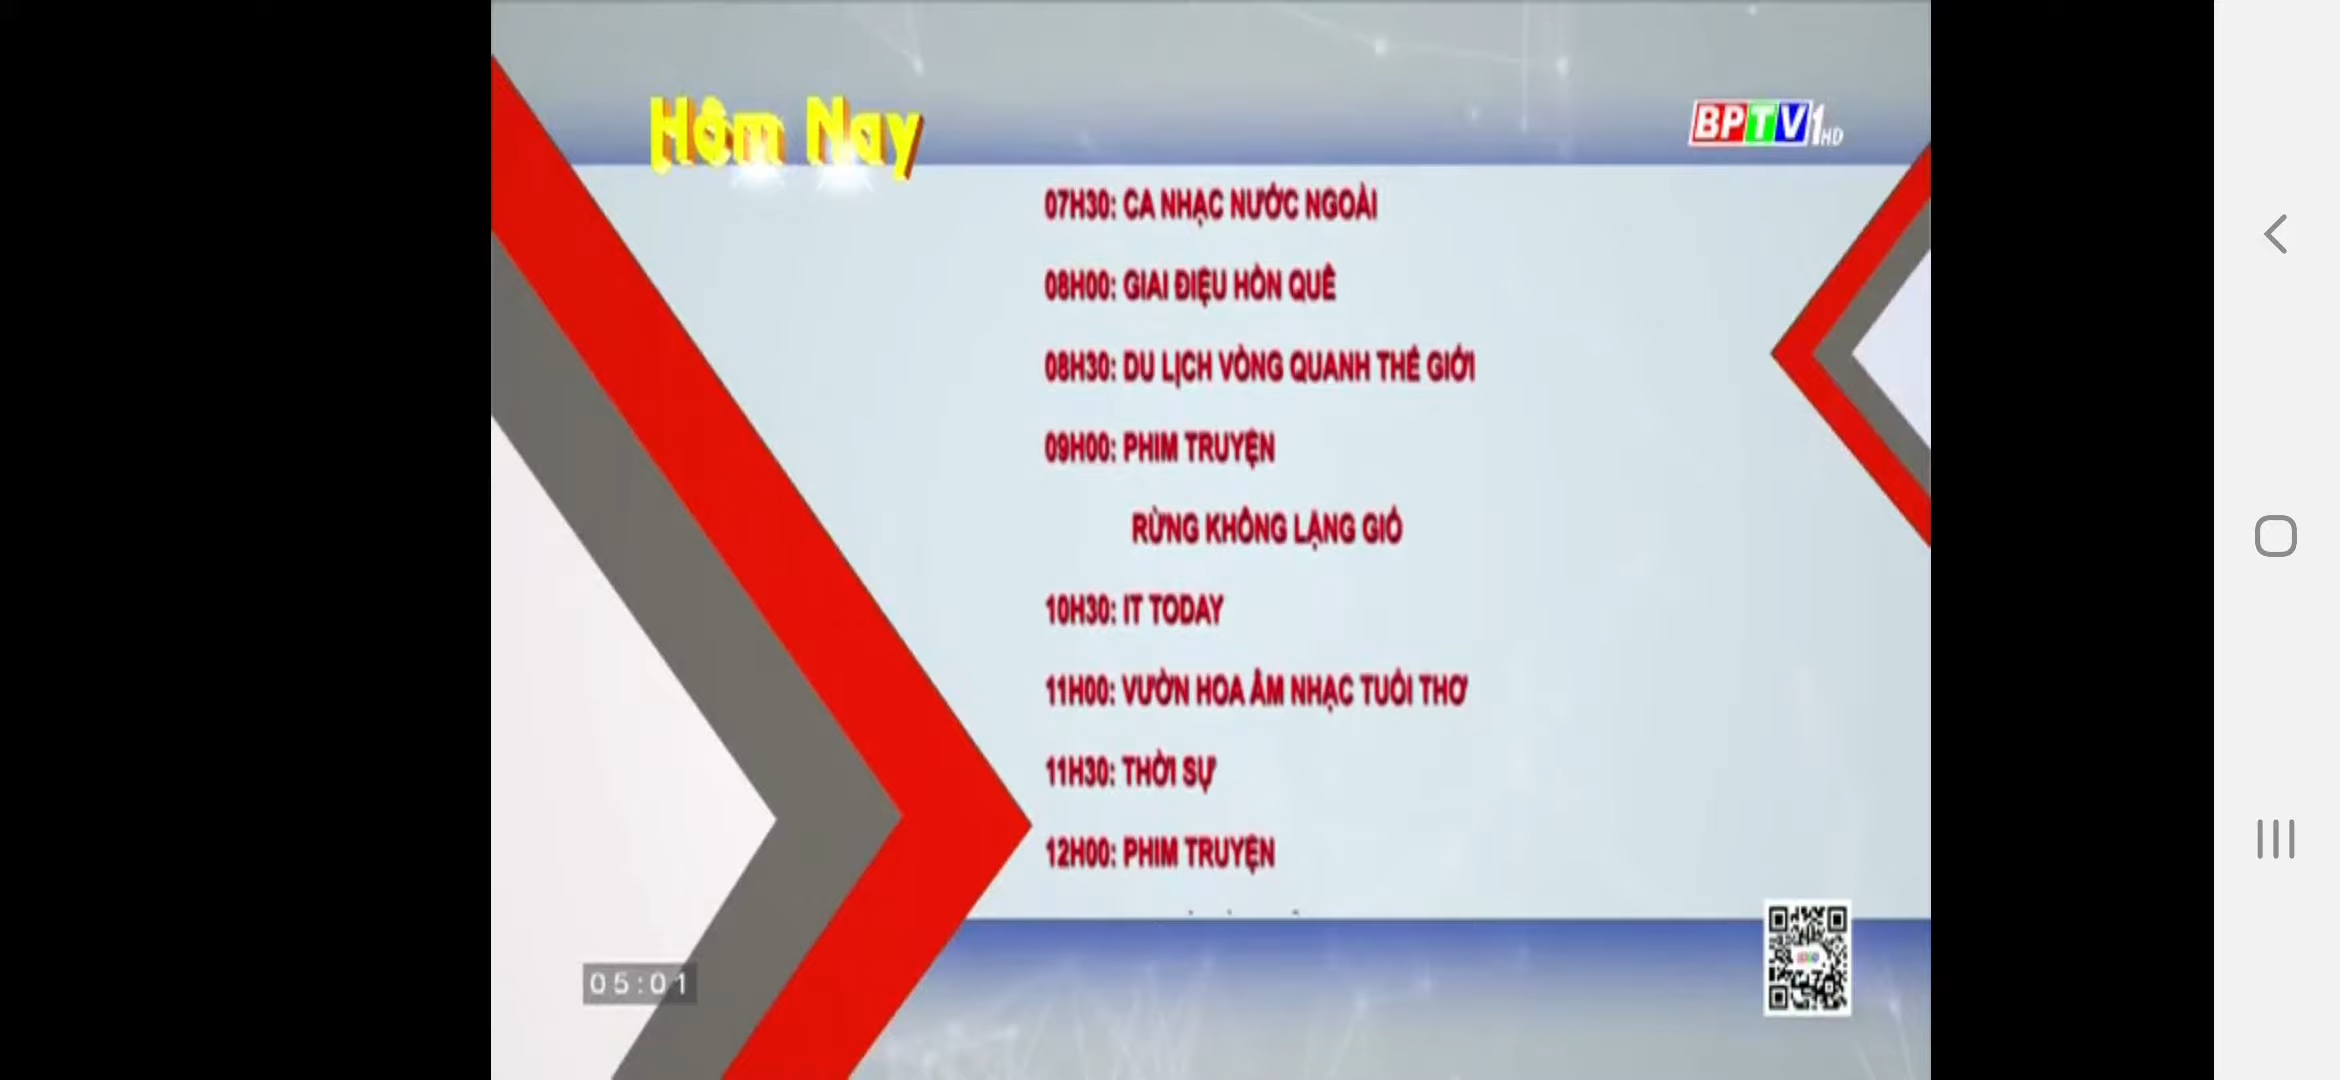 Hôm Nay
BPTV1 HD
07H30: CA NHẠC NƯỚC NGOÀI
08H00: GIAI ĐIỆU HỒN QUÊ
08H30: DU LỊCH VÒNG QUANH THẾ GIỚI
09H00: PHIM TRUYỆN
RỪNG KHÔNG LẶNG GIÓ
10H30: IT TODAY
11H00: VƯỜN HOA ÂM NHẠC TUỔI THƠ
11H30: THỜI SỰ
12H00: PHIM TRUYỆN
05:01